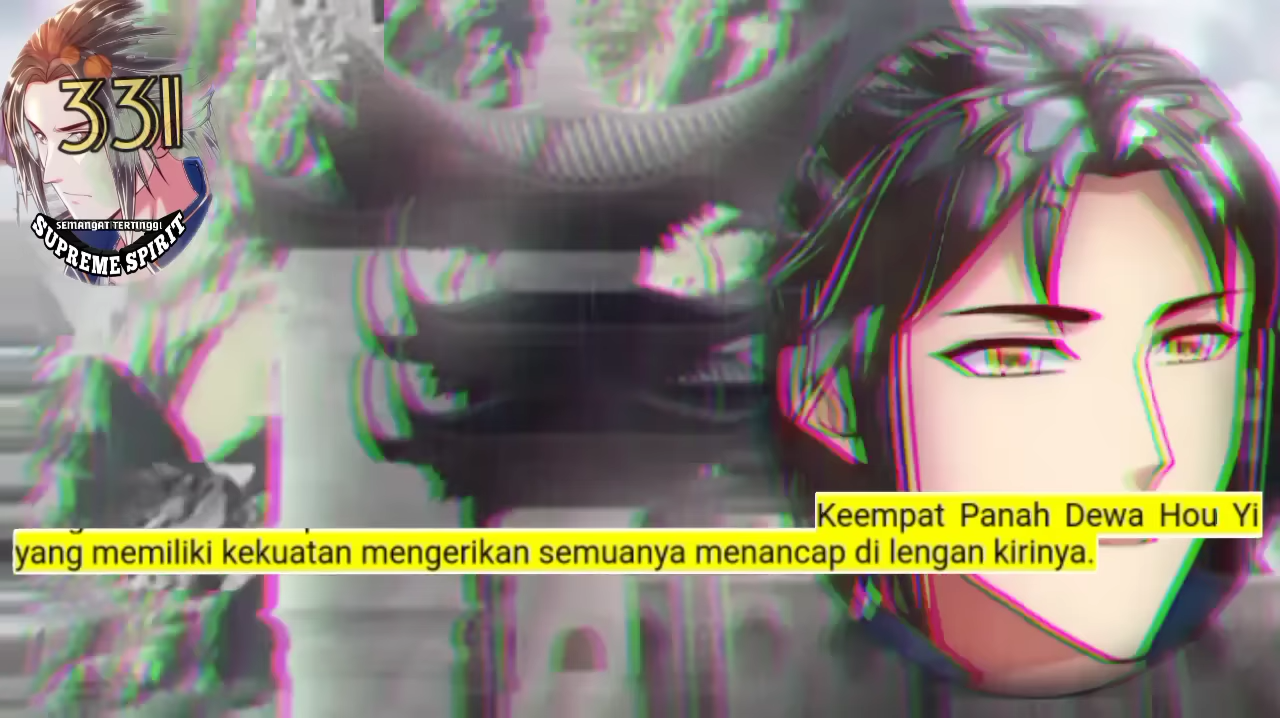 331
SEMANGAT TERTINGGI
SUPREME SPIRIT
Keempat Panah Dewa Hou Yi
yang memiliki kekuatan mengerikan semuanya menancap di lengan kirinya.